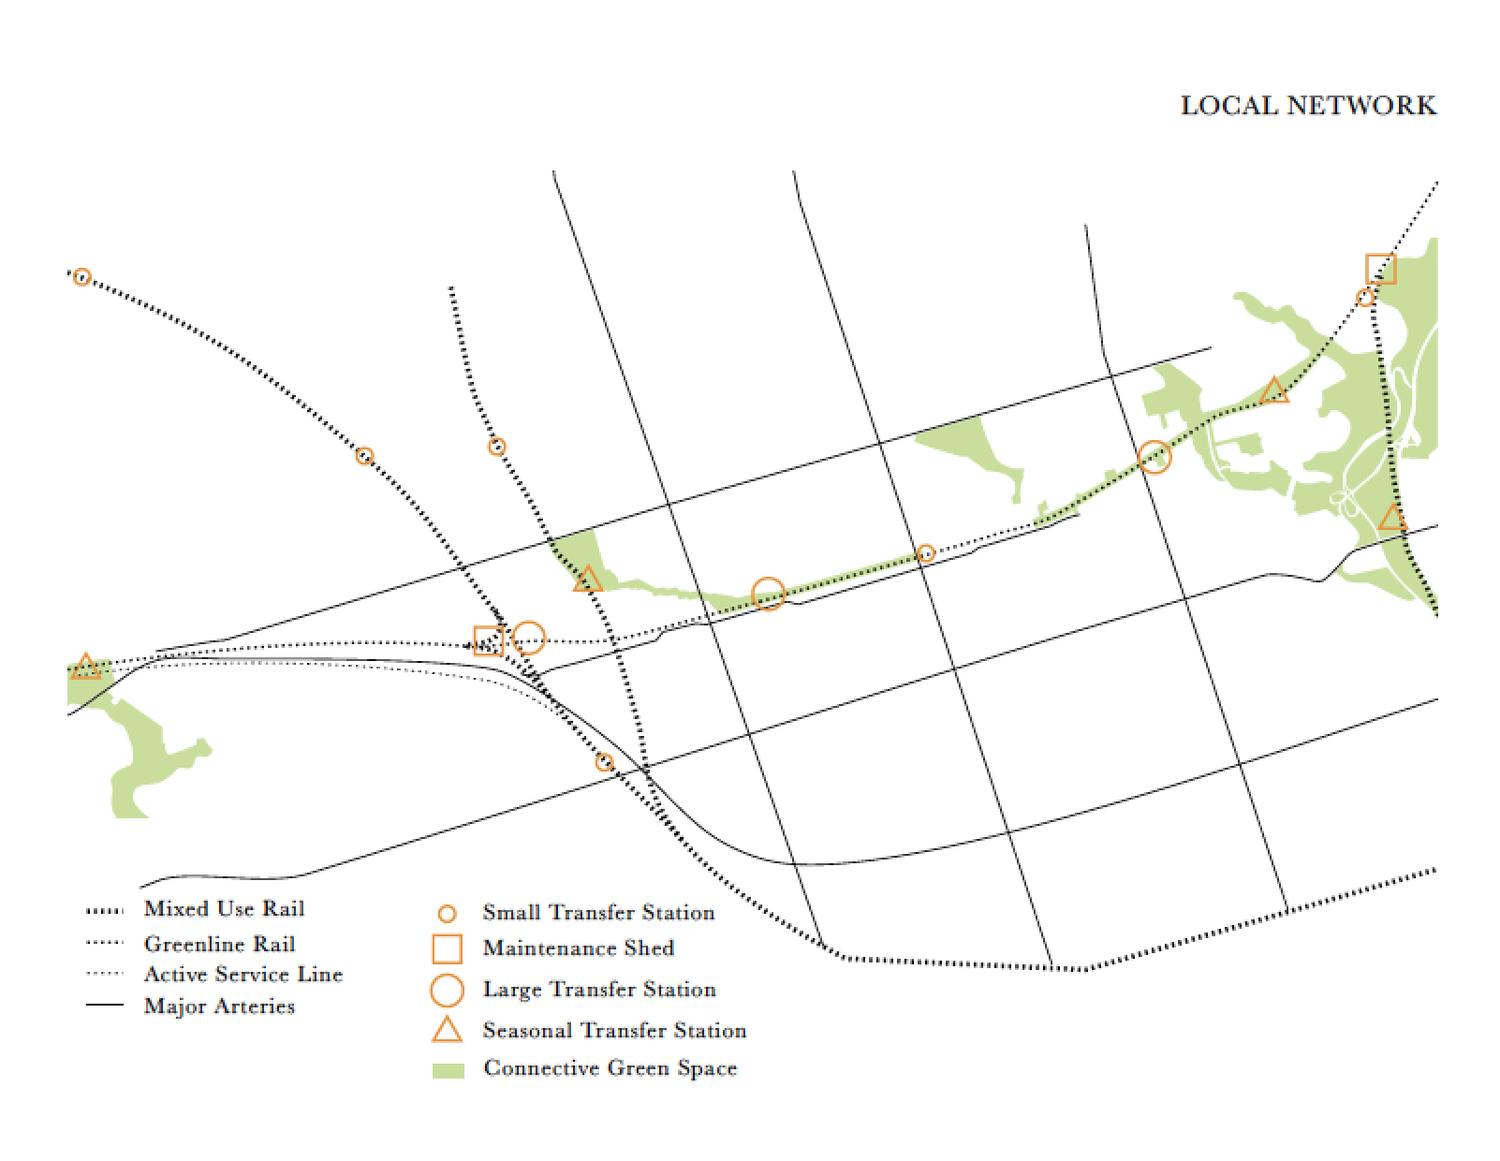 LOCAL NETWORK
Mixed Use Rail
Greenline Rail
Active Service Line
Major Arteries
Small Transfer Station
Maintenance Shed
Large Transfer Station
Seasonal Transfer Station
Connective Green Space